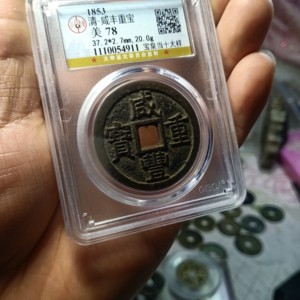 1853
清·咸丰重宝
美 78
37.2*2.7mm,20.0g
1110054911 宝泉当十大样
咸
豐
重
寶